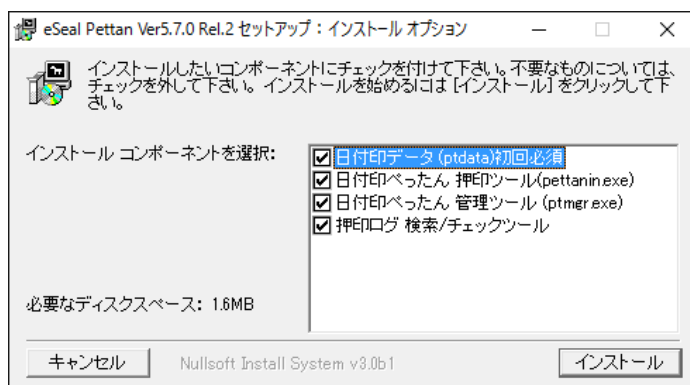 eSeal Pettan Ver5.7.0 Rel.2 セットアップ：インストール オプション
インストールしたいコンポーネントにチェックを付けて下さい。不要なものについては、
チェックを外して下さい。インストールを始めるには [インストール] をクリックして下
さい。
インストール コンポーネントを選択:
日付印データ (ptdata)初回必須
日付印ぺったん 押印ツール(pettanin.exe)
日付印ぺったん 管理ツール (ptmgr.exe)
押印ログ 検索/チェックツール
必要なディスクスペース: 1.6MB
キャンセル
Nullsoft Install System v3.0b1
インストール